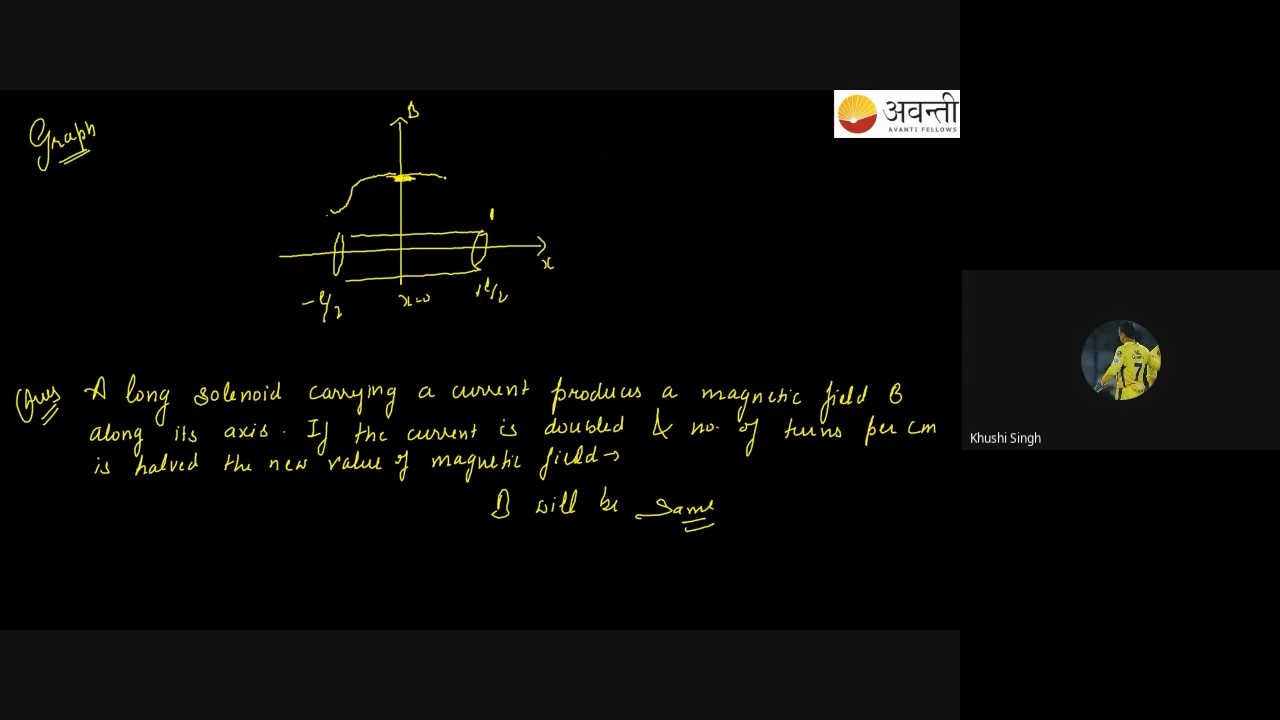 Graph
B
अवन्ती
AVANTI FELLOWS
x
-l/2
x=0
+l/2
Khushi Singh
7
Ques A long solenoid carrying a current produces a magnetic field B
along its axis. If the current is doubled & no. of turns per cm
is halved the new value of magnetic field→
B will be same